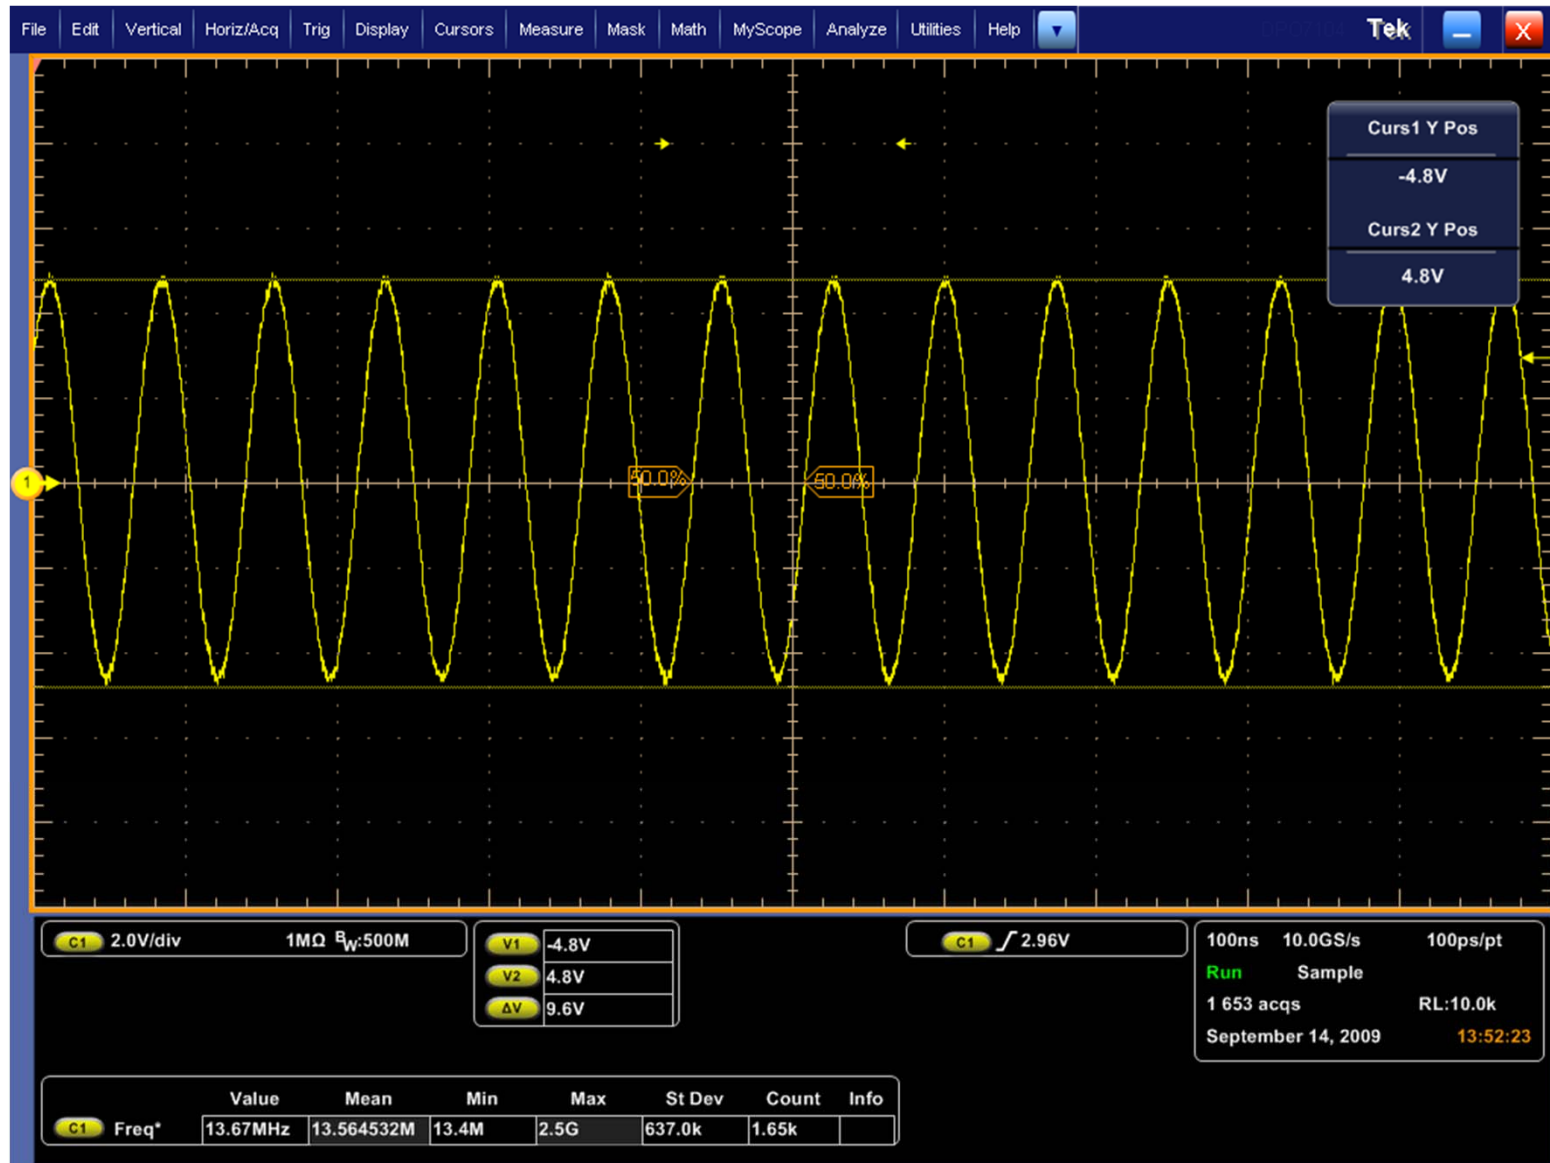 File Edit Vertical Horiz/Acq Trig Display Cursors Measure Mask Math MyScope Analyze Utilities Help Tek X
Curs1 Y Pos
-4.8V
Curs2 Y Pos
4.8V
1
50.0%
50.0%
C1 2.0V/div 1MΩ BW:500M
V1 -4.8V
V2 4.8V
ΔV 9.6V
C1 2.96V
100ns 10.0GS/s 100ps/pt
Run Sample
1 653 acqs RL:10.0k
September 14, 2009 13:52:23
Value Mean Min Max St Dev Count Info
C1 Freq* 13.67MHz 13.564532M 13.4M 2.5G 637.0k 1.65k